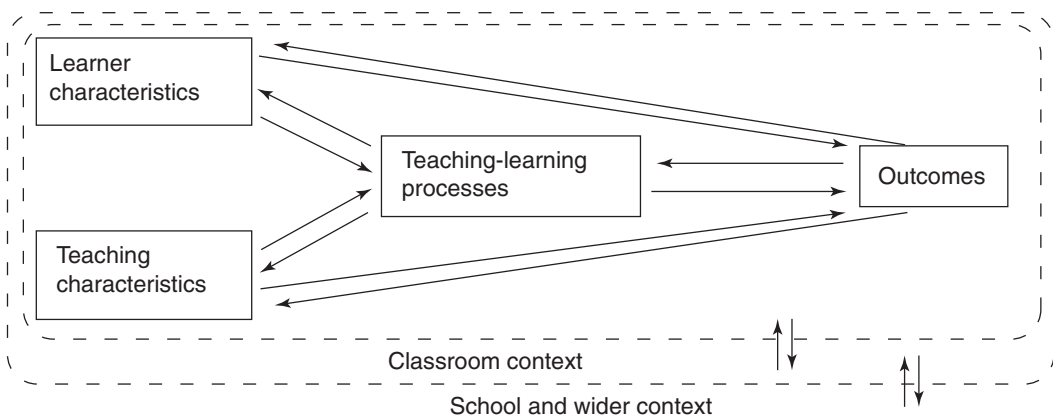 Learner
characteristics
Teaching-learning
processes
Outcomes
Teaching
characteristics
Classroom context
School and wider context